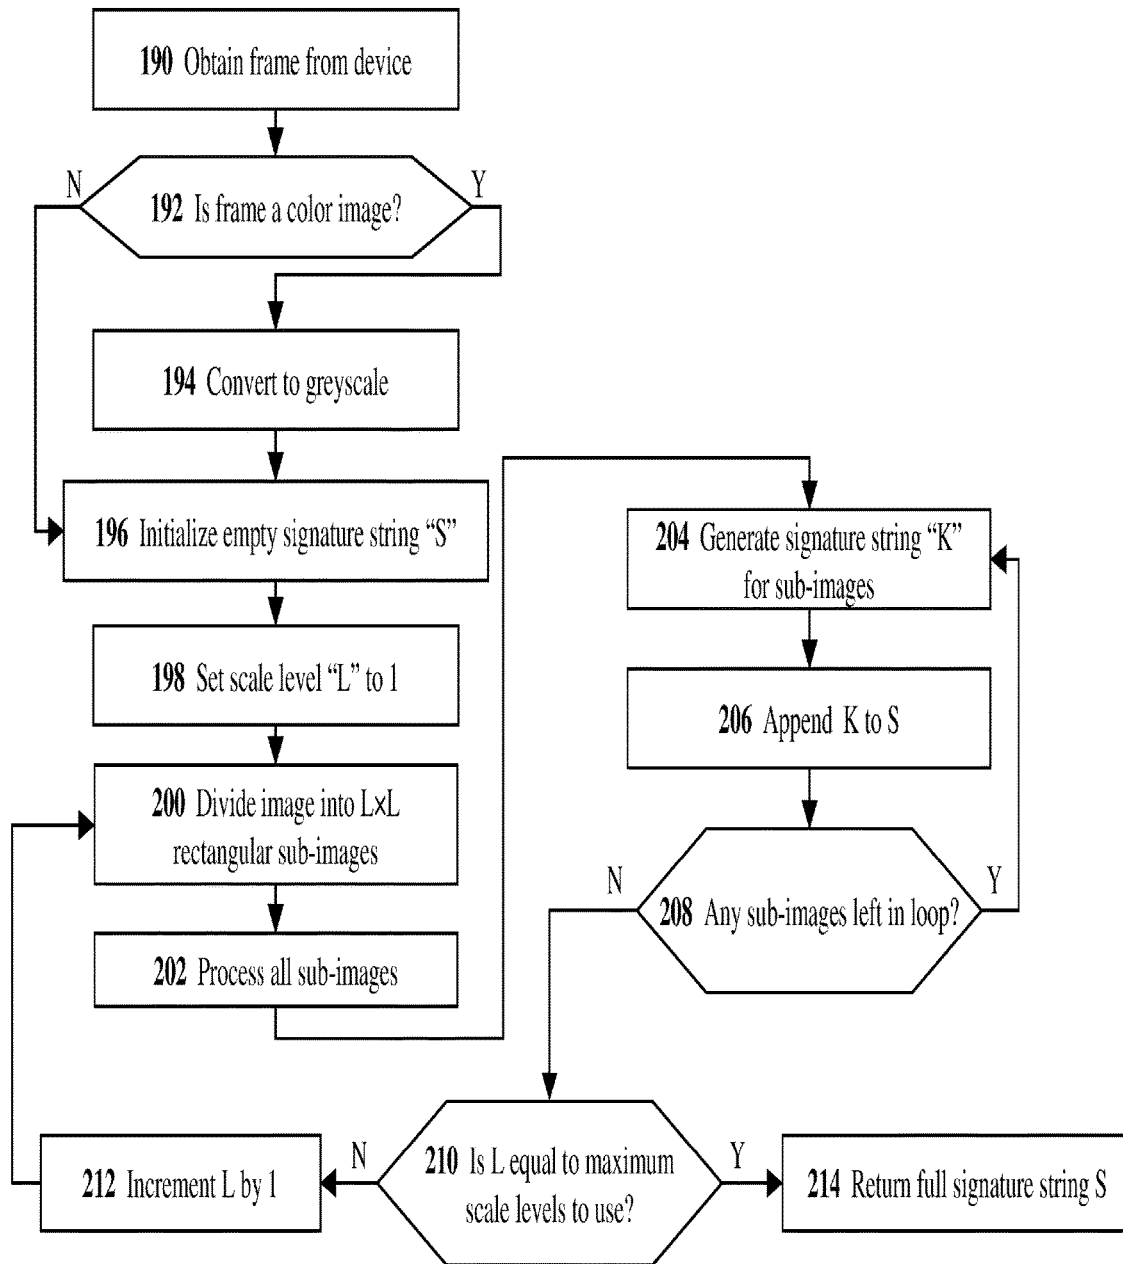 190 Obtain frame from device
N
Y
192 Is frame a color image?
194 Convert to greyscale
196 Initialize empty signature string “S”
198 Set scale level “L” to 1
200 Divide image into L×L
rectangular sub-images
202 Process all sub-images
204 Generate signature string “K”
for sub-images
206 Append K to S
N
Y
208 Any sub-images left in loop?
210 Is L equal to maximum
scale levels to use?
N
Y
212 Increment L by 1
214 Return full signature string S